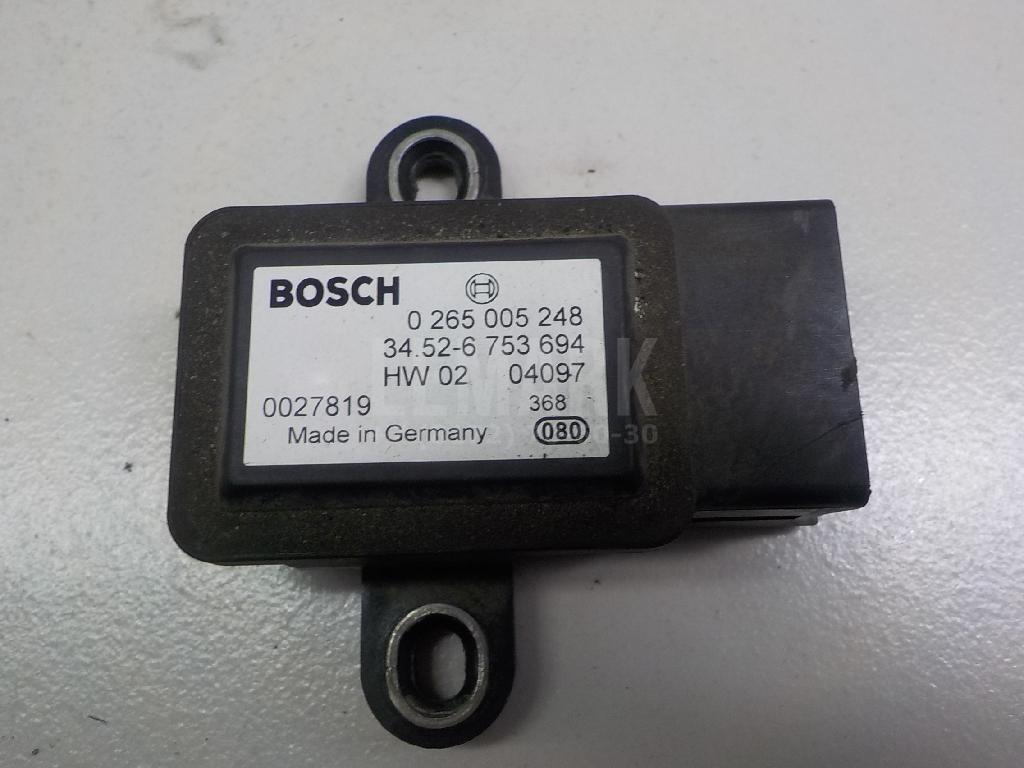 BOSCH
0 265 005 248
34.52-6 753 694
HW 02 04097
0027819 368
Made in Germany 080
-30